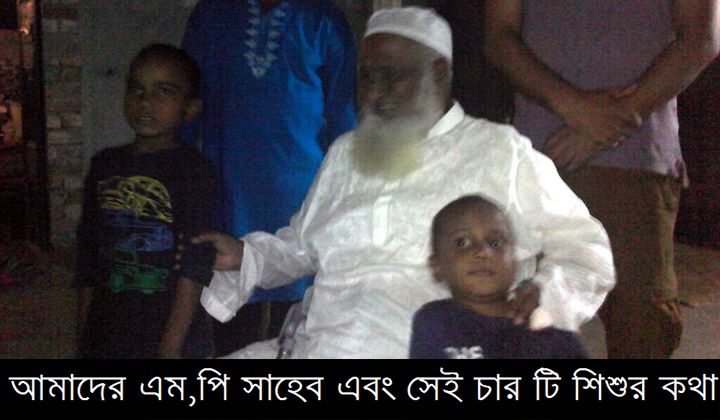 আমাদের এম,পি সাহেব এবং সেই চার টি শিশুর কথা